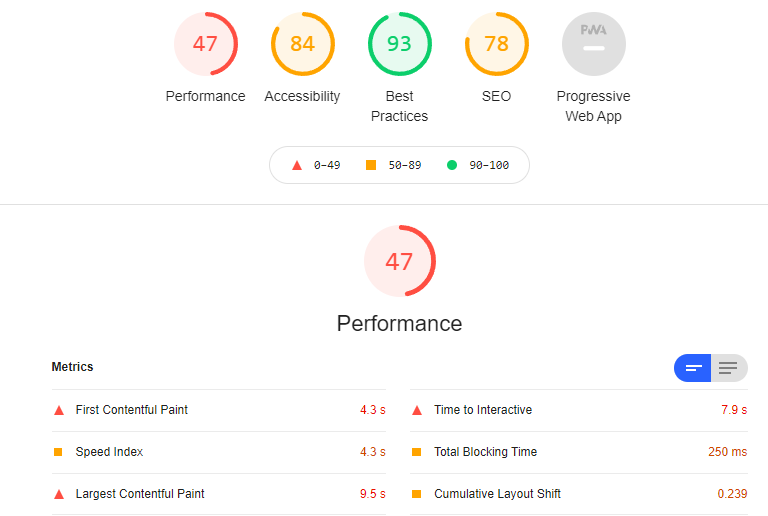 47
84
93
78
PWA
Performance
Accessibility
Best
Practices
SEO
Progressive
Web App
0–49
50–89
90–100
47
Performance
Metrics
First Contentful Paint 4.3 s
Time to Interactive 7.9 s
Speed Index 4.3 s
Total Blocking Time 250 ms
Largest Contentful Paint 9.5 s
Cumulative Layout Shift 0.239